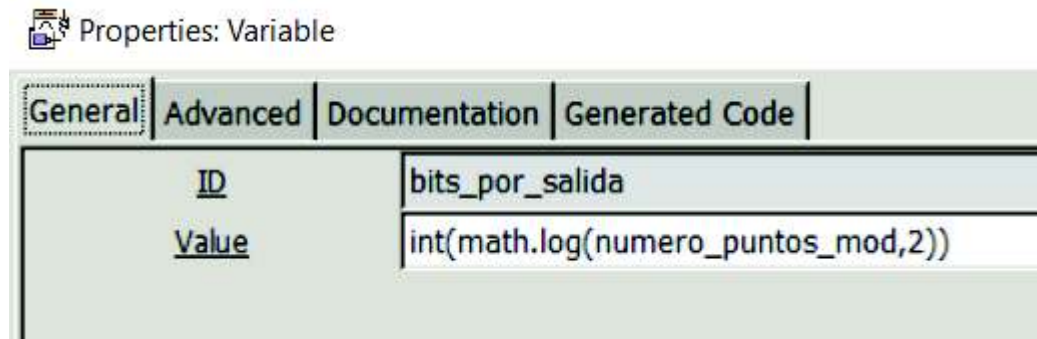 Properties: Variable
General Advanced Documentation Generated Code
ID bits_por_salida
Value int(math.log(numero_puntos_mod,2))